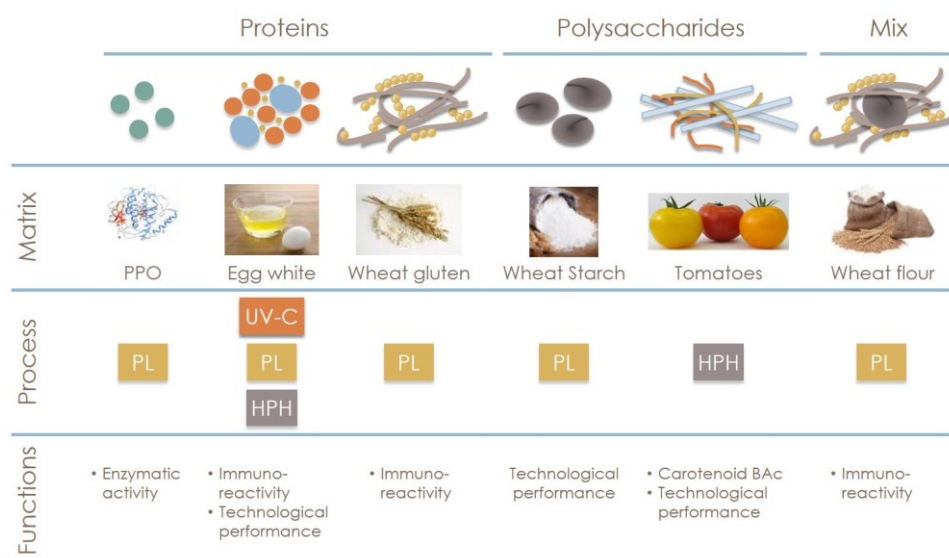 Proteins Polysaccharides Mix
Matrix
PPO Egg white Wheat gluten Wheat Starch Tomatoes Wheat flour
Process
UV-C
PL PL PL PL HPH PL
HPH
Functions
• Enzymatic activity
• Immuno-
reactivity
• Technological
performance
• Immuno-
reactivity
Technological
performance
• Carotenoid BAc
• Technological
performance
• Immuno-
reactivity